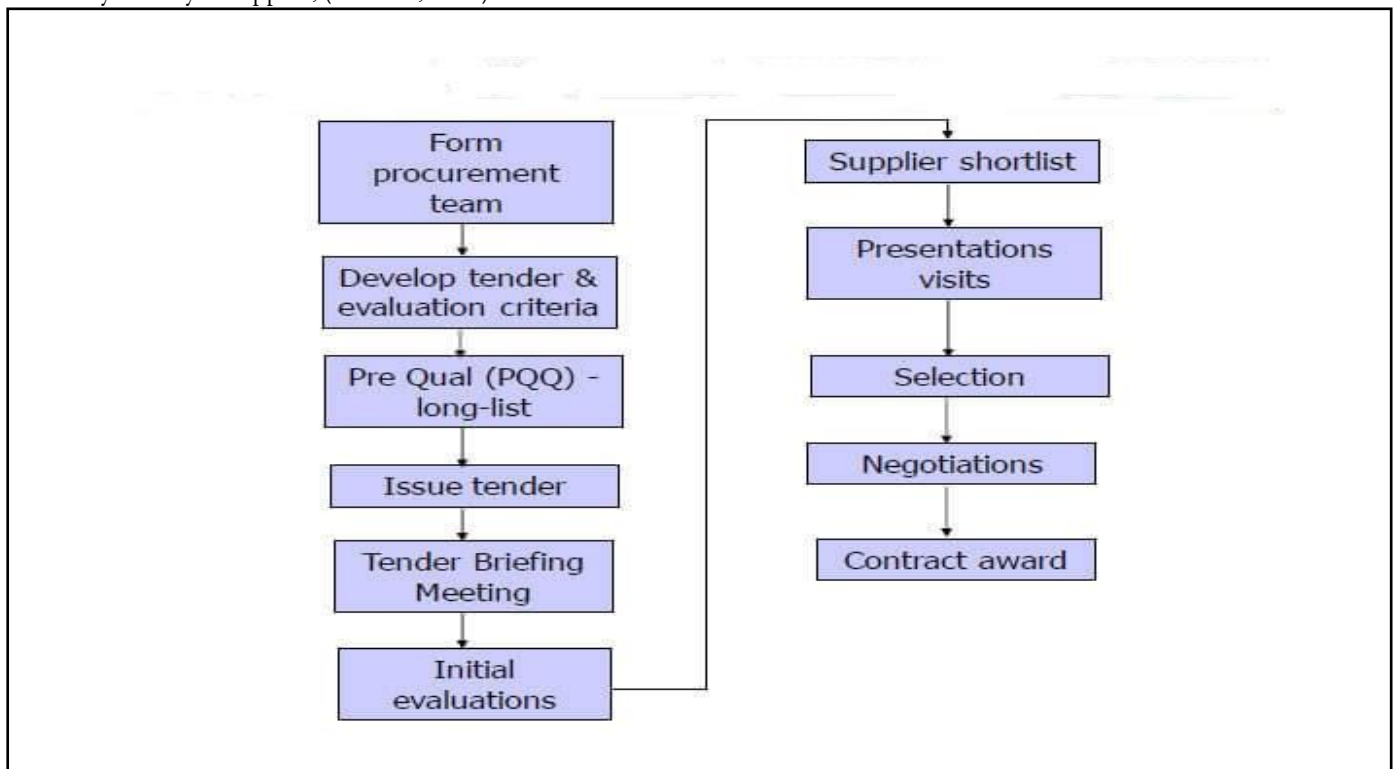 Form
procurement
team
Develop tender &
evaluation criteria
Pre Qual (PQQ) -
long-list
Issue tender
Tender Briefing
Meeting
Initial
evaluations
Supplier shortlist
Presentations
visits
Selection
Negotiations
Contract award